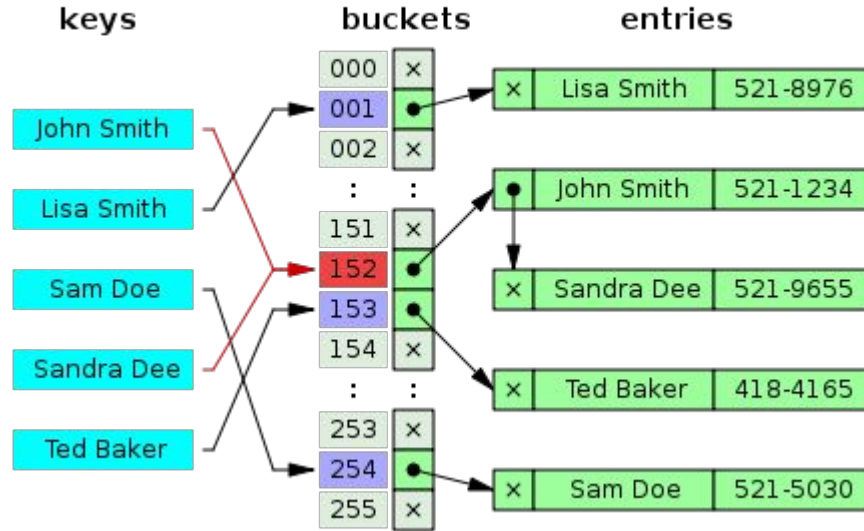 keys
buckets
entries
John Smith
Lisa Smith
Sam Doe
Sandra Dee
Ted Baker
000 ×
001
002 ×
: :
151 ×
152
153
154 ×
: :
253 ×
254
255 ×
× Lisa Smith 521-8976
John Smith 521-1234
× Sandra Dee 521-9655
× Ted Baker 418-4165
× Sam Doe 521-5030